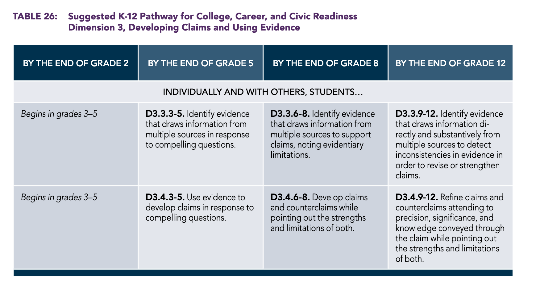 TABLE 26: Suggested K-12 Pathway for College, Career, and Civic Readiness
Dimension 3, Developing Claims and Using Evidence
BY THE END OF GRADE 2
BY THE END OF GRADE 5
BY THE END OF GRADE 8
BY THE END OF GRADE 12
INDIVIDUALLY AND WITH OTHERS, STUDENTS…
Begins in grades 3–5
D3.3.3-5. Identify evidence
that draws information from
multiple sources in response
to compelling questions.
D3.3.6-8. Identify evidence
that draws information from
multiple sources to support
claims, noting evidentiary
limitations.
D3.3.9-12. Identify evidence
that draws information di-
rectly and substantively from
multiple sources to detect
inconsistencies in evidence in
order to revise or strengthen
claims.
Begins in grades 3–5
D3.4.3-5. Use evidence to
develop claims in response to
compelling questions.
D3.4.6-8. Develop claims
and counterclaims while
pointing out the strengths
and limitations of both.
D3.4.9-12. Refine claims and
counterclaims attending to
precision, significance, and
knowledge conveyed through
the claim while pointing out
the strengths and limitations
of both.